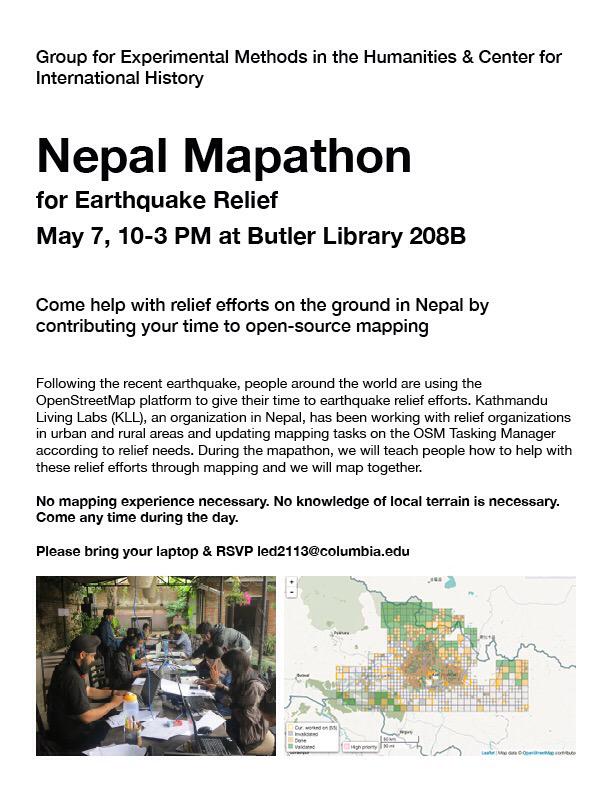 Group for Experimental Methods in the Humanities & Center for
International History
Nepal Mapathon
for Earthquake Relief
May 7, 10-3 PM at Butler Library 208B
Come help with relief efforts on the ground in Nepal by
contributing your time to open-source mapping
Following the recent earthquake, people around the world are using the
OpenStreetMap platform to give their time to earthquake relief efforts. Kathmandu
Living Labs (KLL), an organization in Nepal, has been working with relief organizations
in urban and rural areas and updating mapping tasks on the OSM Tasking Manager
according to relief needs. During the mapathon, we will teach people how to help with
these relief efforts through mapping and we will map together.
No mapping experience necessary. No knowledge of local terrain is necessary.
Come any time during the day.
Please bring your laptop & RSVP led2113@columbia.edu
+
-
Pokhara
Butwal
Cur. worked on
Invalidated
Done
Validated
High priority
50 km
30 mi
Leaflet | Map data © OpenStreetMap contributo